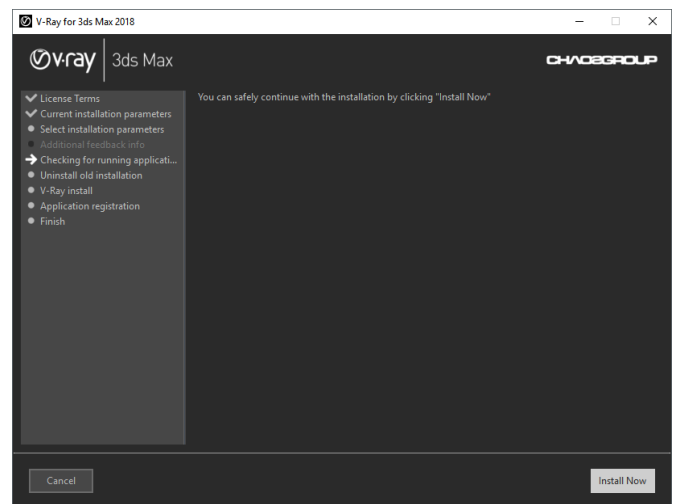 V-Ray for 3ds Max 2018
v·ray 3ds Max
CHAOSGROUP
License Terms
Current installation parameters
Select installation parameters
Additional feedback info
Checking for running applicati...
Uninstall old installation
V-Ray install
Application registration
Finish
You can safely continue with the installation by clicking "Install Now"
Cancel
Install Now